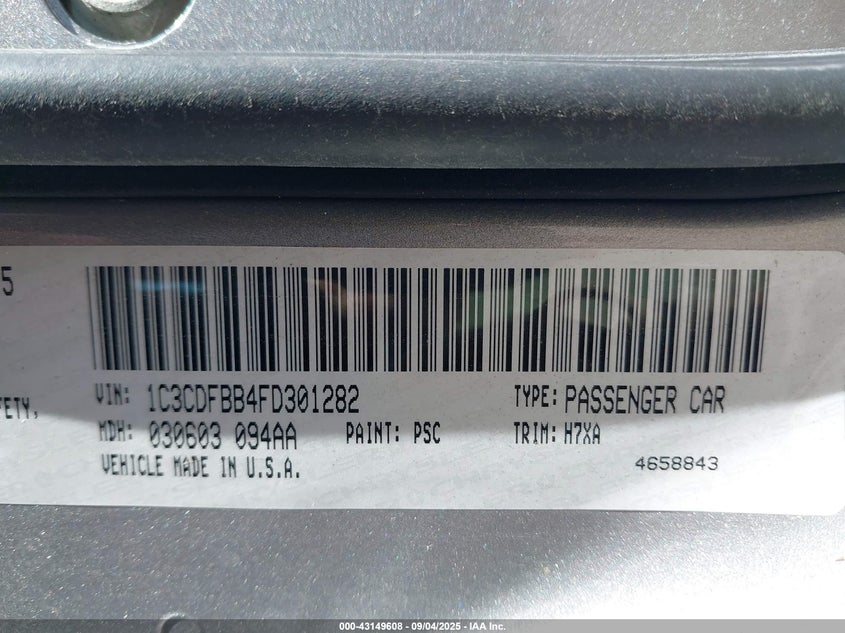 5
FETY,
VIN: 1C3CDFBB4FD301282
TYPE: PASSENGER CAR
MDH: 030603 094AA
PAINT: PSC
TRIM: H7XA
VEHICLE MADE IN U.S.A.
4658843
000-43149608 - 09/04/2025 - IAA Inc.